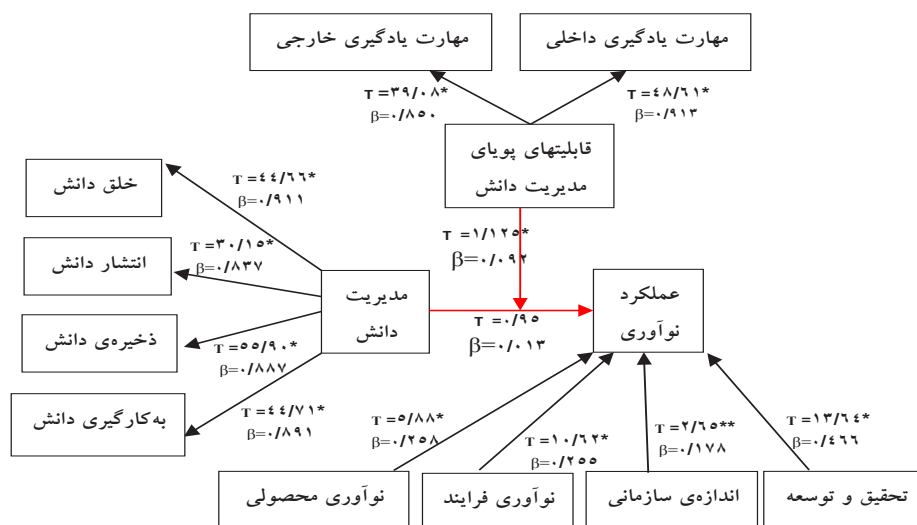 مهارت یادگیری داخلی
مهارت یادگیری خارجی
T =۴۸/۶۱*
β=۰/۹۱۳
T =۳۹/۰۸*
β=۰/۸۵۰
قابلیتهای پویای
مدیریت دانش
T =۱/۱۲۵*
β=۰/۰۹۲
خلق دانش
T =۴۴/۶۶*
β=۰/۹۱۱
انتشار دانش
T =۳۰/۱۵*
β=۰/۸۳۷
ذخیره‌ی دانش
T =۵۵/۹۰*
β=۰/۸۸۷
به‌کارگیری دانش
T =۴۴/۷۱*
β=۰/۸۹۱
مدیریت
دانش
T =۰/۹۵
β=۰/۰۱۳
عملکرد
نوآوری
T =۱۳/۶۴*
β=۰/۴۶۶
T =۲/۶۵**
β=۰/۱۷۸
T =۱۰/۶۲*
β=۰/۲۵۵
T =۵/۸۸*
β=۰/۲۵۸
تحقیق و توسعه
اندازه‌ی سازمانی
نوآوری فرایند
نوآوری محصولی